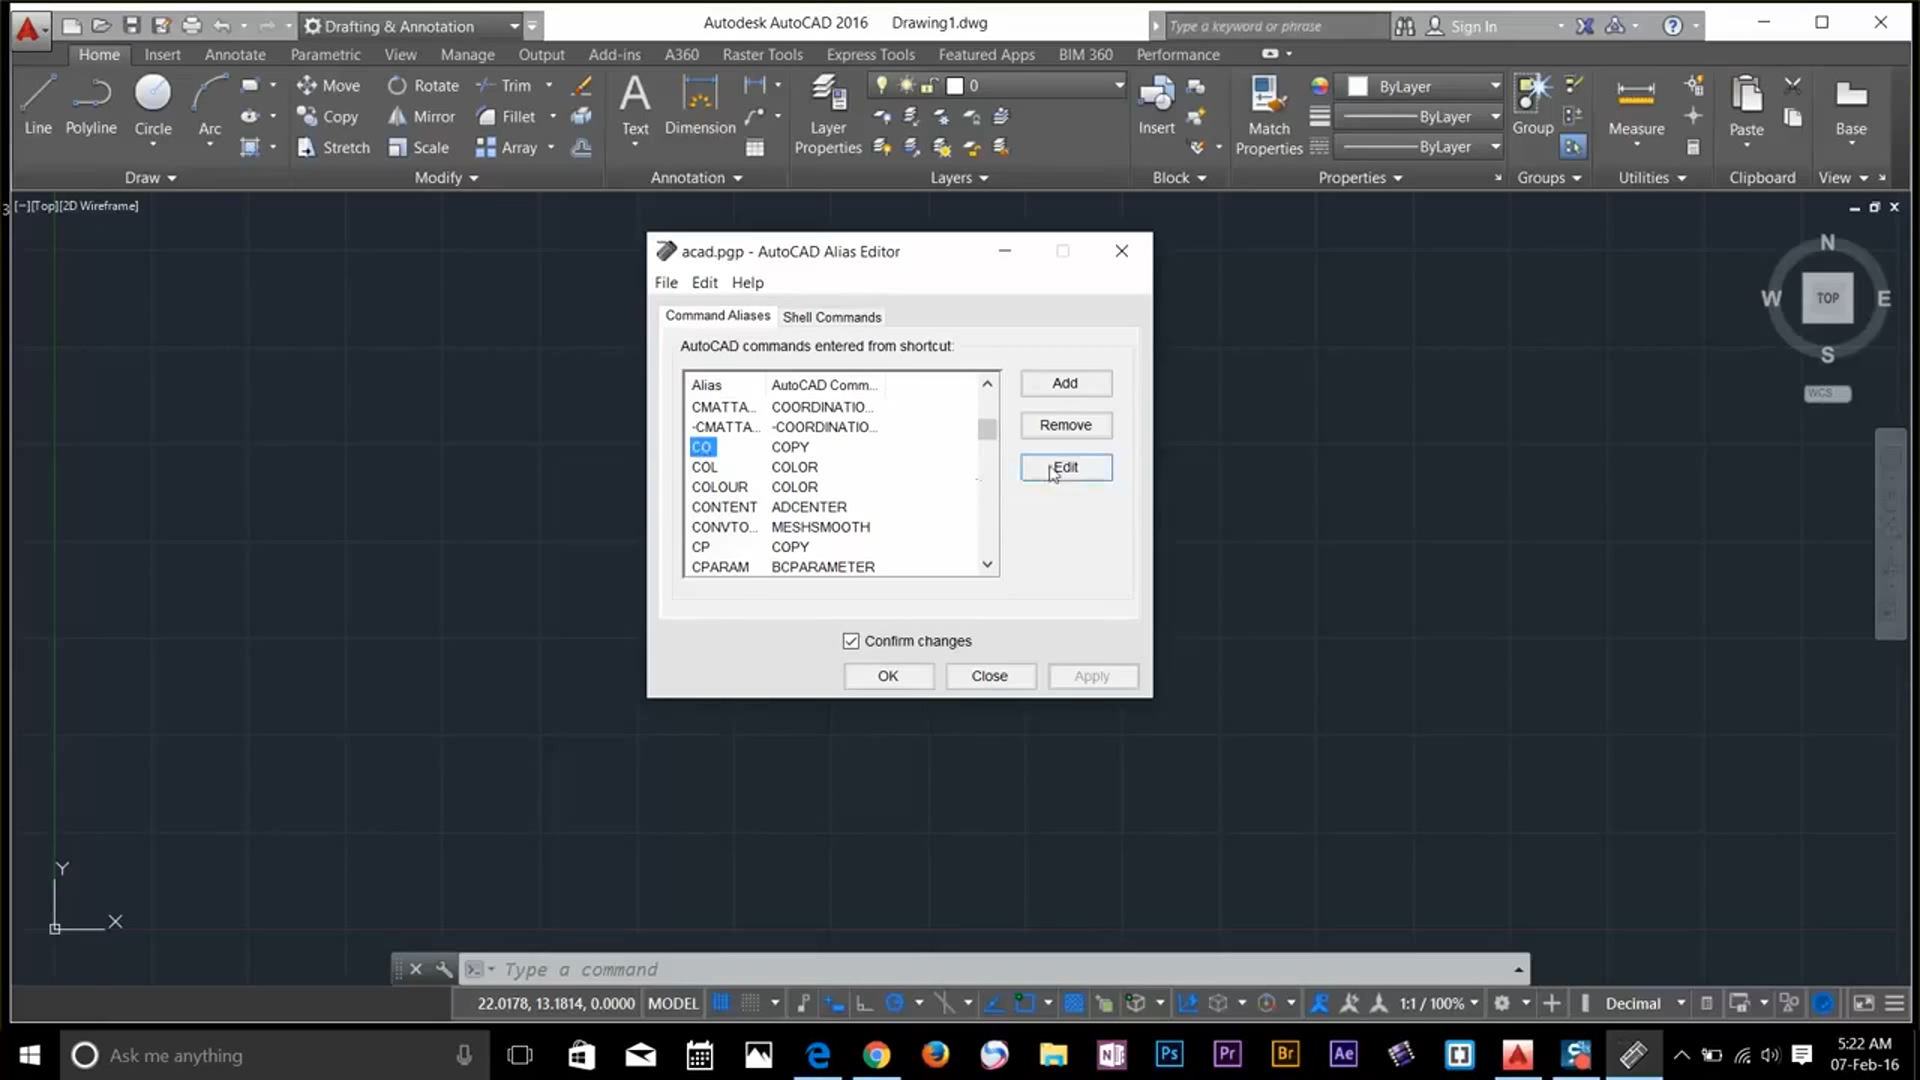 Drafting & Annotation
Autodesk AutoCAD 2016 Drawing1.dwg
Type a keyword or phrase
Sign In
Home Insert Annotate Parametric View Manage Output Add-ins A360 Raster Tools Express Tools Featured Apps BIM 360 Performance
Line Polyline Circle Arc
Move Rotate Trim
Copy Mirror Fillet
Stretch Scale Array
Text Dimension
Layer
Properties
0
Insert
Match
Properties
ByLayer
ByLayer
ByLayer
Group
Measure
Paste
Base
Draw Modify Annotation Layers Block Properties Groups Utilities Clipboard View
[−][Top][2D Wireframe]
N
W TOP E
S
WCS
acad.pgp - AutoCAD Alias Editor
File Edit Help
Command Aliases Shell Commands
AutoCAD commands entered from shortcut:
Alias AutoCAD Comm...
CMATTA... COORDINATIO...
-CMATTA... -COORDINATIO...
CO COPY
COL COLOR
COLOUR COLOR
CONTENT ADCENTER
CONVTO... MESHSMOOTH
CP COPY
CPARAM BCPARAMETER
Add
Remove
Edit
Confirm changes
OK Close Apply
Y
X
Type a command
22.0178, 13.1814, 0.0000 MODEL 1:1 / 100% Decimal
Ask me anything
Ps Pr Br Ae
5:22 AM
07-Feb-16